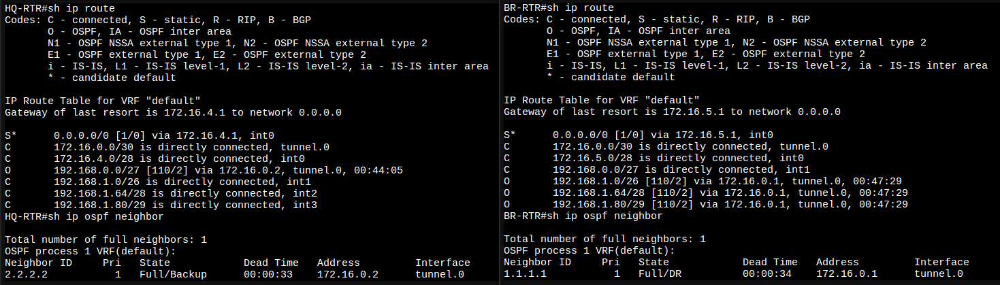 HQ-RTR#sh ip route
Codes: C - connected, S - static, R - RIP, B - BGP
       O - OSPF, IA - OSPF inter area
       N1 - OSPF NSSA external type 1, N2 - OSPF NSSA external type 2
       E1 - OSPF external type 1, E2 - OSPF external type 2
       i - IS-IS, L1 - IS-IS level-1, L2 - IS-IS level-2, ia - IS-IS inter area
       * - candidate default

IP Route Table for VRF "default"
Gateway of last resort is 172.16.4.1 to network 0.0.0.0

S*      0.0.0.0/0 [1/0] via 172.16.4.1, int0
C       172.16.0.0/30 is directly connected, tunnel.0
C       172.16.4.0/28 is directly connected, int0
O       192.168.0.0/27 [110/2] via 172.16.0.2, tunnel.0, 00:44:05
C       192.168.1.0/26 is directly connected, int1
C       192.168.1.64/28 is directly connected, int2
C       192.168.1.80/29 is directly connected, int3
HQ-RTR#sh ip ospf neighbor

Total number of full neighbors: 1
OSPF process 1 VRF(default):
Neighbor ID     Pri   State            Dead Time   Address         Interface
2.2.2.2           1   Full/Backup      00:00:33    172.16.0.2      tunnel.0
BR-RTR#sh ip route
Codes: C - connected, S - static, R - RIP, B - BGP
       O - OSPF, IA - OSPF inter area
       N1 - OSPF NSSA external type 1, N2 - OSPF NSSA external type 2
       E1 - OSPF external type 1, E2 - OSPF external type 2
       i - IS-IS, L1 - IS-IS level-1, L2 - IS-IS level-2, ia - IS-IS inter area
       * - candidate default

IP Route Table for VRF "default"
Gateway of last resort is 172.16.5.1 to network 0.0.0.0

S*      0.0.0.0/0 [1/0] via 172.16.5.1, int0
C       172.16.0.0/30 is directly connected, tunnel.0
C       172.16.5.0/28 is directly connected, int0
C       192.168.0.0/27 is directly connected, int1
O       192.168.1.0/26 [110/2] via 172.16.0.1, tunnel.0, 00:47:29
O       192.168.1.64/28 [110/2] via 172.16.0.1, tunnel.0, 00:47:29
O       192.168.1.80/29 [110/2] via 172.16.0.1, tunnel.0, 00:47:29
BR-RTR#sh ip ospf neighbor

Total number of full neighbors: 1
OSPF process 1 VRF(default):
Neighbor ID     Pri   State            Dead Time   Address         Interface
1.1.1.1           1   Full/DR          00:00:34    172.16.0.1      tunnel.0